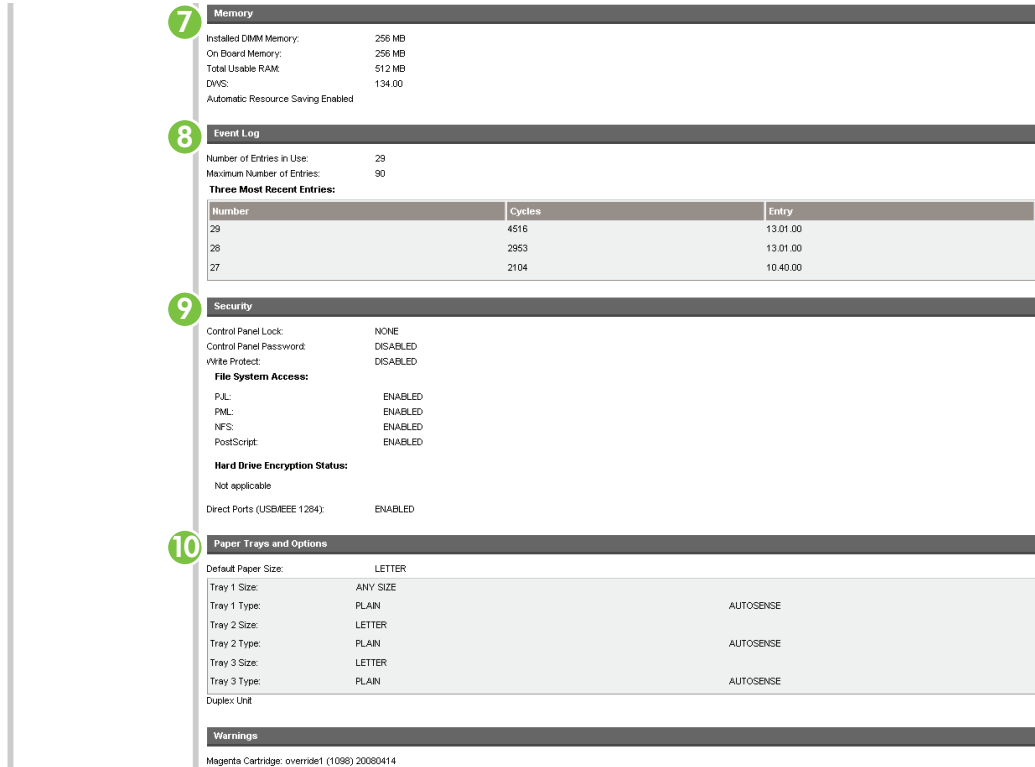 7 Memory
Installed DIMM Memory: 256 MB
On Board Memory: 256 MB
Total Usable RAM: 512 MB
DWS: 134.00
Automatic Resource Saving Enabled
8 Event Log
Number of Entries in Use: 29
Maximum Number of Entries: 90
Three Most Recent Entries:
Number Cycles Entry
29 4516 13.01.00
28 2953 13.01.00
27 2104 10.40.00
9 Security
Control Panel Lock: NONE
Control Panel Password: DISABLED
Write Protect: DISABLED
File System Access:
PJL: ENABLED
PML: ENABLED
NFS: ENABLED
PostScript: ENABLED
Hard Drive Encryption Status:
Not applicable
Direct Ports (USB/IEEE 1284): ENABLED
10 Paper Trays and Options
Default Paper Size: LETTER
Tray 1 Size: ANY SIZE
Tray 1 Type: PLAIN AUTOSENSE
Tray 2 Size: LETTER
Tray 2 Type: PLAIN AUTOSENSE
Tray 3 Size: LETTER
Tray 3 Type: PLAIN AUTOSENSE
Duplex Unit
Warnings
Magenta Cartridge: override1 (1098) 20080414